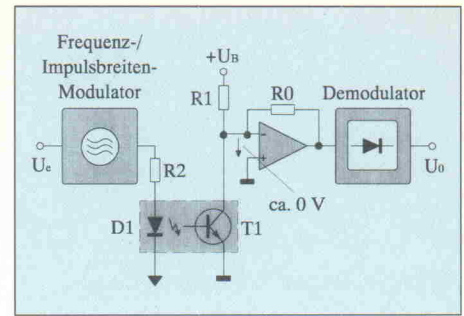 Frequenz-/
Impulsbreiten-
Modulator
+UB
R1
R0
Demodulator
Ue
R2
U0
ca. 0 V
D1
T1